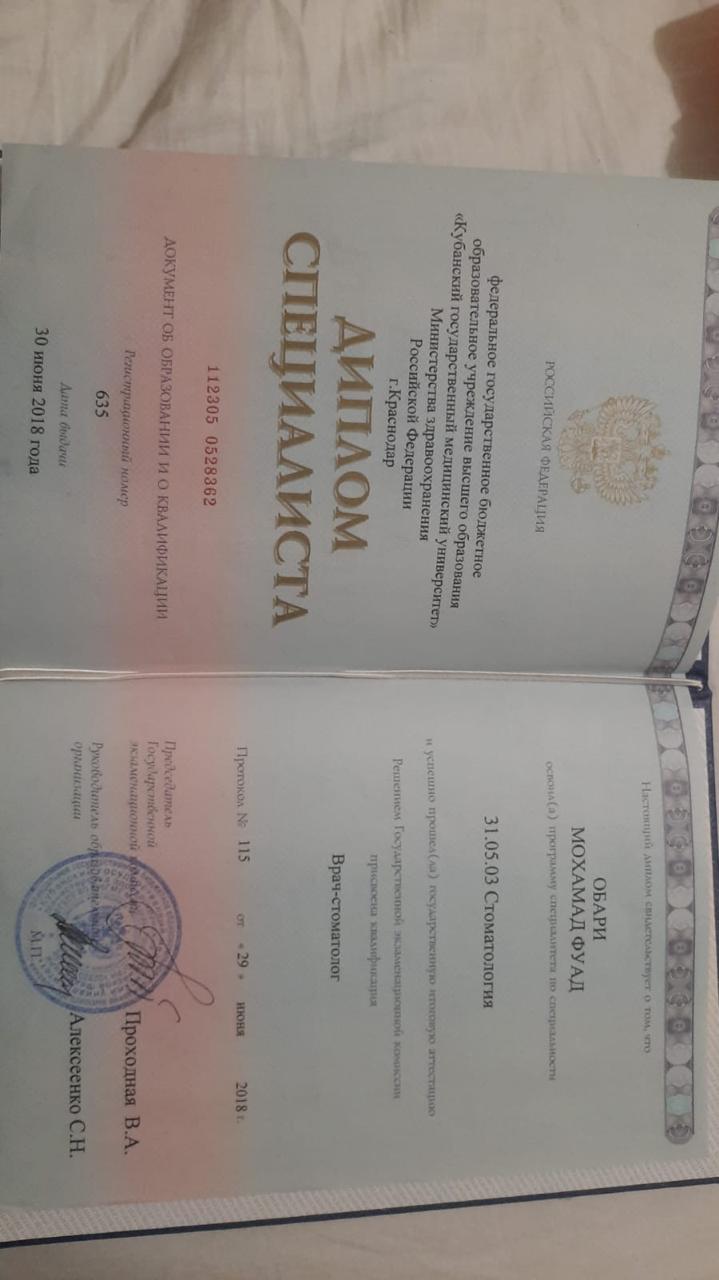 РОССИЙСКАЯ ФЕДЕРАЦИЯ
федеральное государственное бюджетное
образовательное учреждение высшего образования
«Кубанский государственный медицинский университет»
Министерства здравоохранения
Российской Федерации
г.Краснодар
ДИПЛОМ
СПЕЦИАЛИСТА
112305 0528362
ДОКУМЕНТ ОБ ОБРАЗОВАНИИ И О КВАЛИФИКАЦИИ
Регистрационный номер
635
Дата выдачи
30 июня 2018 года
Настоящий диплом свидетельствует о том, что
ОБАРИ
МОХАМАД ФУАД
освоил(а) программу специалитета по специальности
31.05.03 Стоматология
и успешно прошел(ла) государственную итоговую аттестацию
Решением Государственной экзаменационной комиссии
присвоена квалификация
Врач-стоматолог
Протокол № 115 от « 29 » июня 2018 г.
Председатель
Государственной
экзаменационной Проходная В.А.
Руководитель
организации Алексеенко С.Н.
М.П.